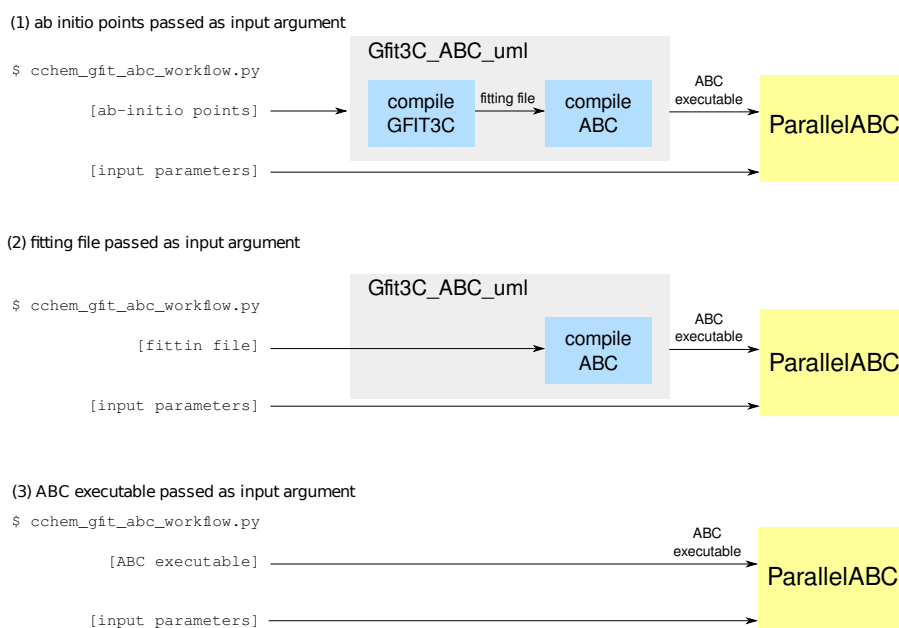 (1) ab initio points passed as input argument
Gfit3C_ABC_uml
$ cchem_gfit_abc_workflow.py
[ab-initio points]
compile
GFIT3C
fitting file
compile
ABC
ABC
executable
ParallelABC
[input parameters]
(2) fitting file passed as input argument
Gfit3C_ABC_uml
$ cchem_gfit_abc_workflow.py
[fittin file]
compile
ABC
ABC
executable
ParallelABC
[input parameters]
(3) ABC executable passed as input argument
$ cchem_gfit_abc_workflow.py
[ABC executable]
ABC
executable
ParallelABC
[input parameters]